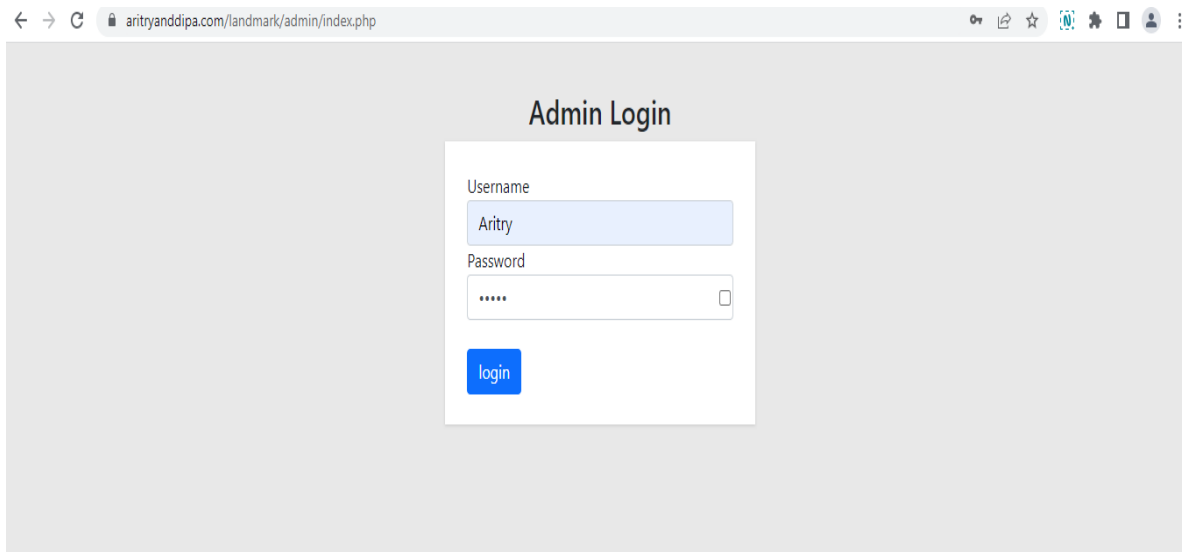 aritryanddipa.com/landmark/admin/index.php
Admin Login
Username
Aritry
Password
•••••
login